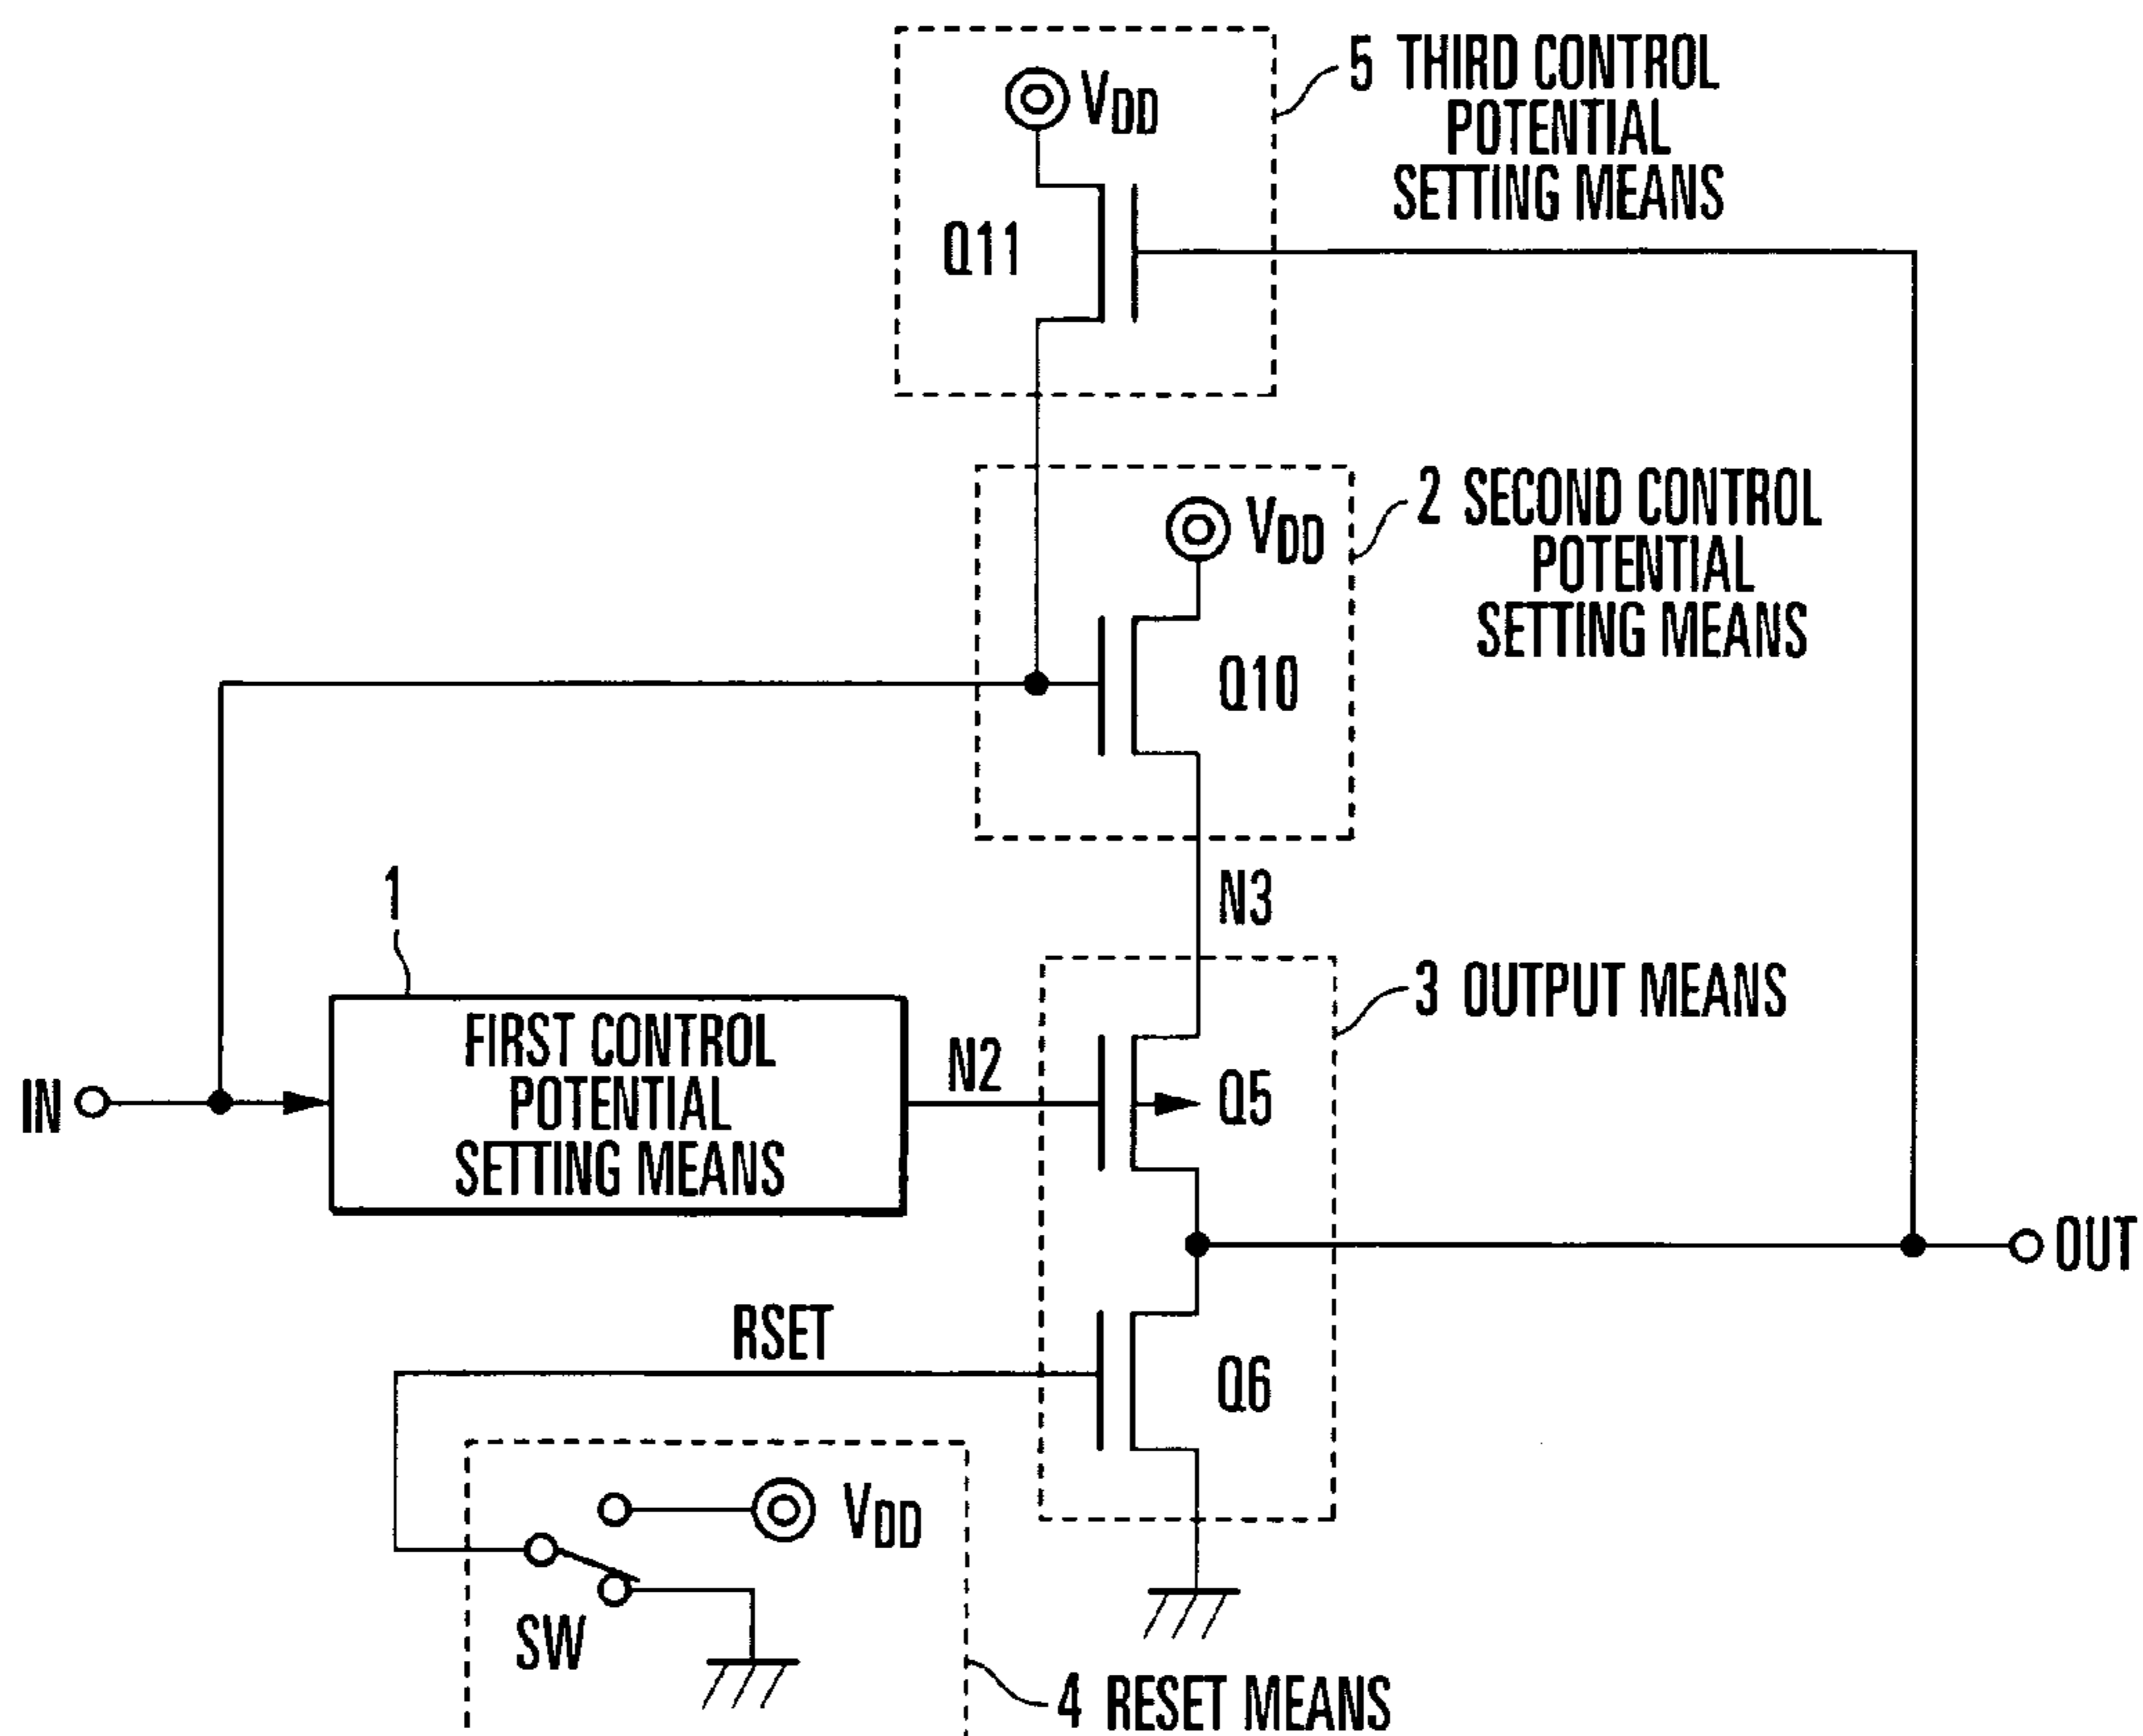 VDD
5 THIRD CONTROL
POTENTIAL
SETTING MEANS
Q11
VDD
2 SECOND CONTROL
POTENTIAL
SETTING MEANS
Q10
N3
1
FIRST CONTROL
POTENTIAL
SETTING MEANS
IN
N2
3 OUTPUT MEANS
Q5
OUT
RSET
Q6
VDD
SW
4 RESET MEANS